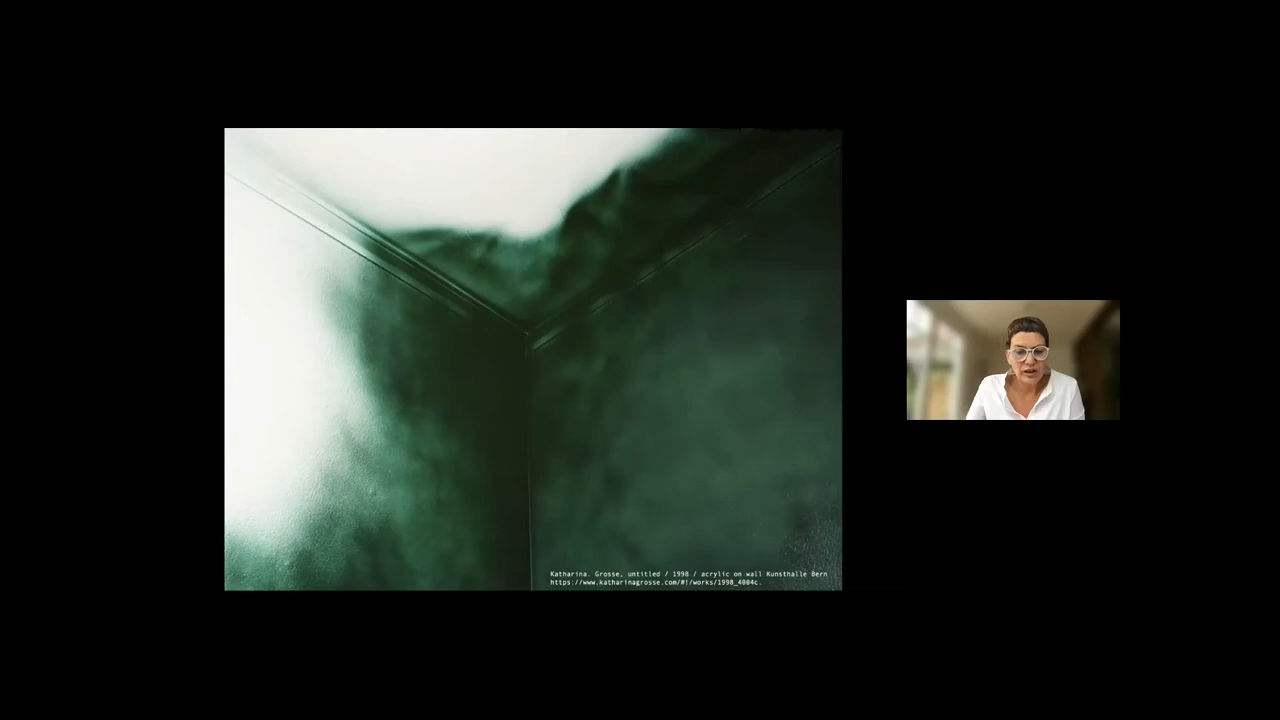 Katharina. Grosse, untitled / 1998 / acrylic on wall Kunsthalle Bern
https://www.katharinagrosse.com/#!/works/1998_4004c.